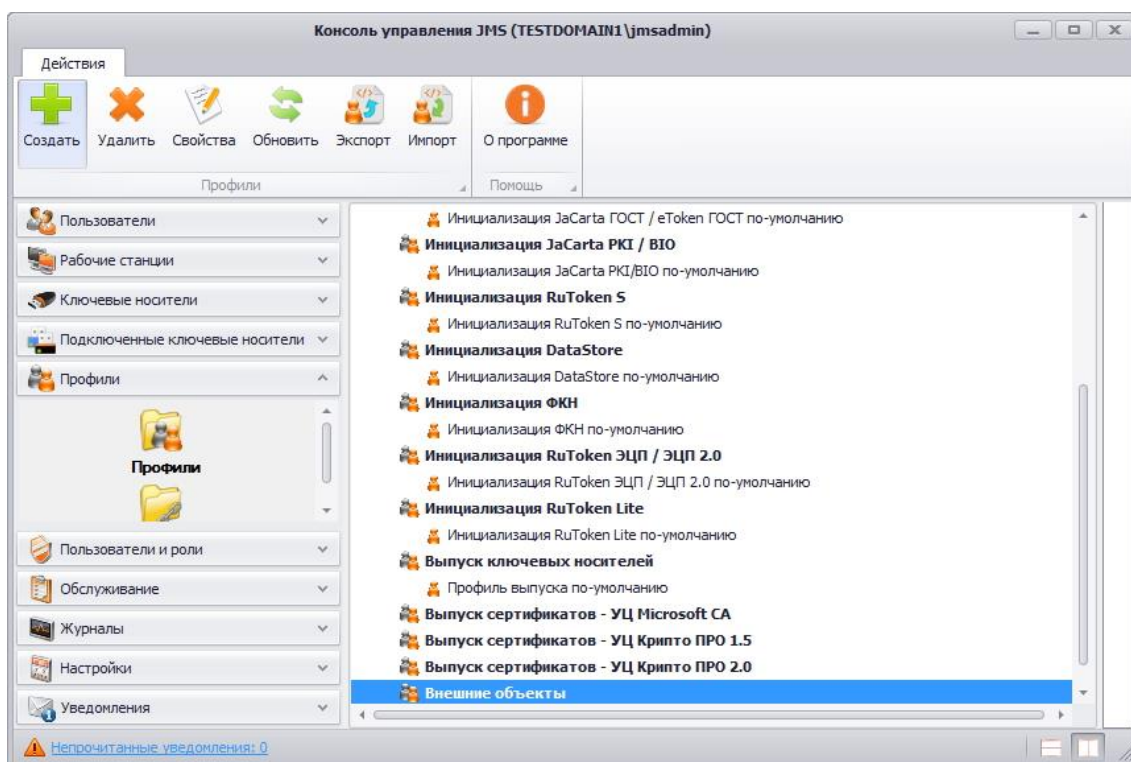 Консоль управления JMS (TESTDOMAIN1\jmsadmin)
Действия
Создать Удалить Свойства Обновить Экспорт Импорт О программе
Профили Помощь
Пользователи
Рабочие станции
Ключевые носители
Подключенные ключевые носители
Профили
Профили
Пользователи и роли
Обслуживание
Журналы
Настройки
Уведомления
Инициализация JaCarta ГОСТ / eToken ГОСТ по-умолчанию
Инициализация JaCarta PKI / BIO
Инициализация JaCarta PKI/BIO по-умолчанию
Инициализация RuToken S
Инициализация RuToken S по-умолчанию
Инициализация DataStore
Инициализация DataStore по-умолчанию
Инициализация ФКН
Инициализация ФКН по-умолчанию
Инициализация RuToken ЭЦП / ЭЦП 2.0
Инициализация RuToken ЭЦП / ЭЦП 2.0 по-умолчанию
Инициализация RuToken Lite
Инициализация RuToken Lite по-умолчанию
Выпуск ключевых носителей
Профиль выпуска по-умолчанию
Выпуск сертификатов - УЦ Microsoft CA
Выпуск сертификатов - УЦ Крипто ПРО 1.5
Выпуск сертификатов - УЦ Крипто ПРО 2.0
Внешние объекты
Непрочитанные уведомления: 0